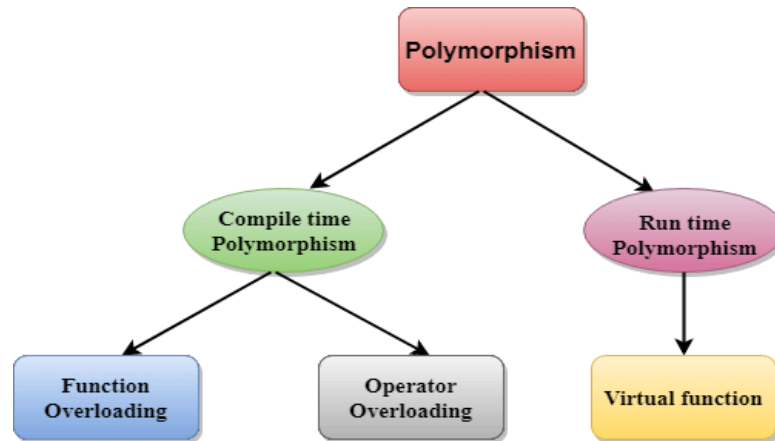 Polymorphism
Compile time
Polymorphism
Run time
Polymorphism
Function
Overloading
Operator
Overloading
Virtual function